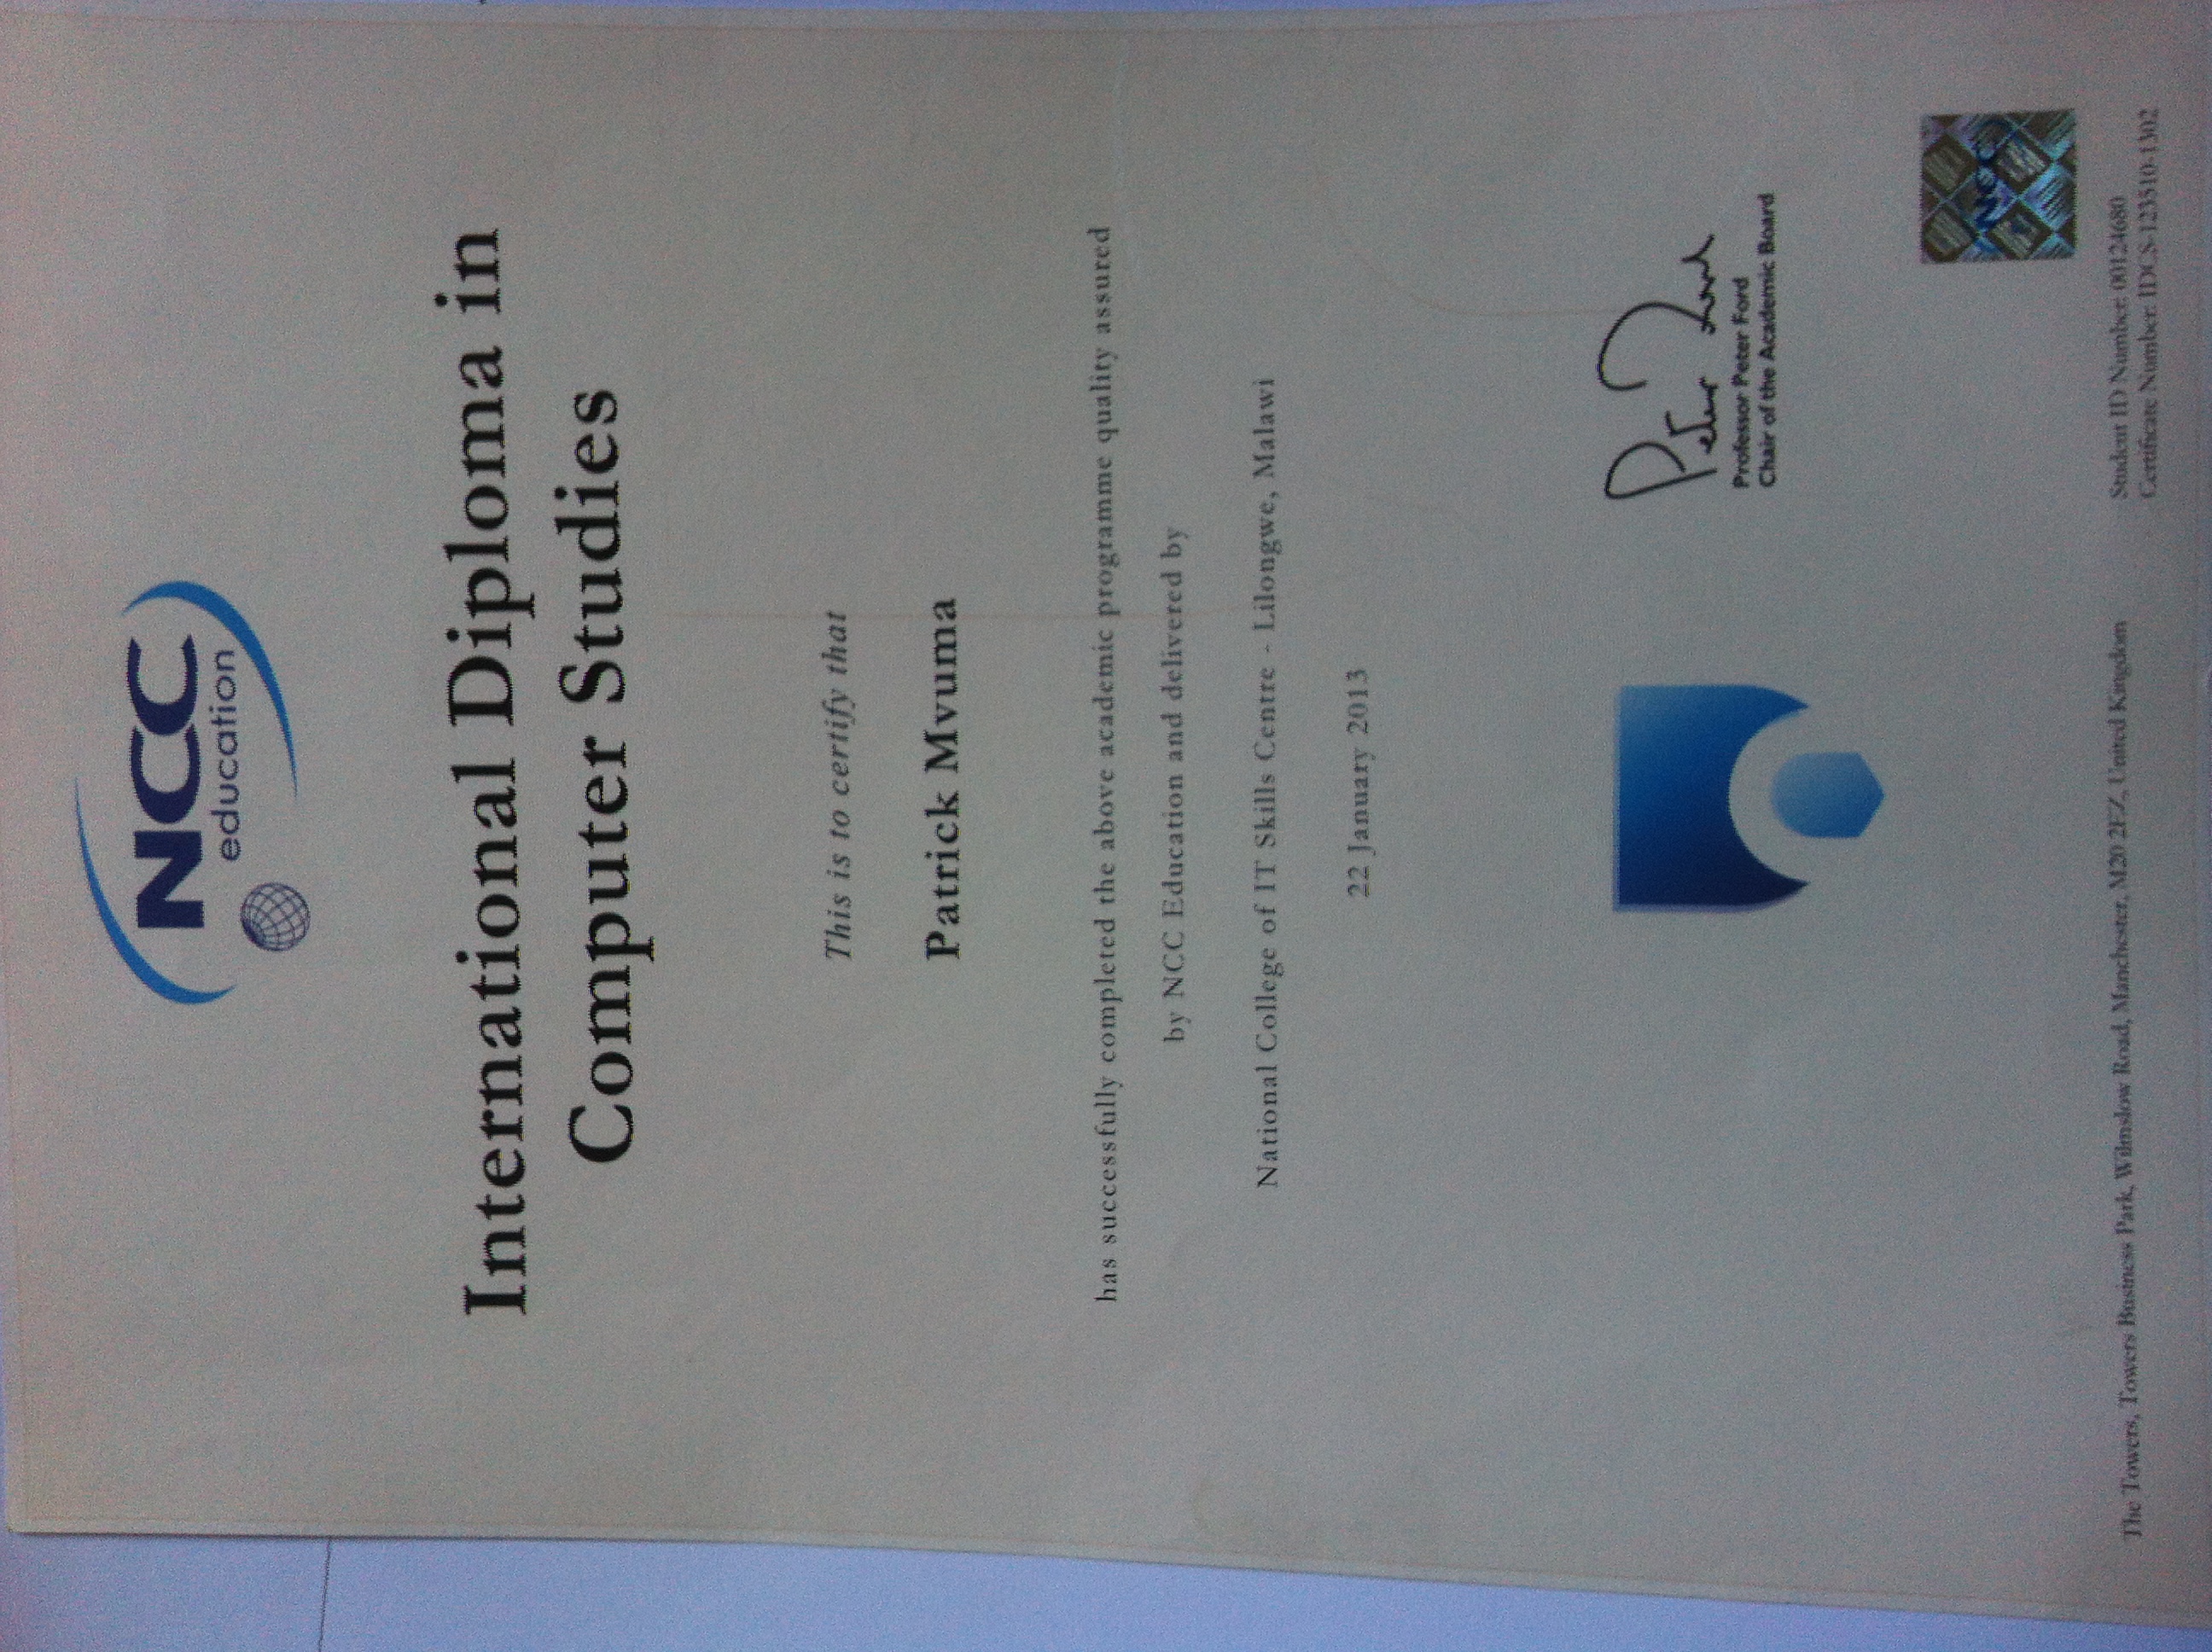 NCC
education
International Diploma in
Computer Studies
This is to certify that
Patrick Mvuma
has successfully completed the above academic programme quality assured
by NCC Education and delivered by
National College of IT Skills Centre - Lilongwe, Malawi
22 January 2013
Peter Ford
Professor Peter Ford
Chair of the Academic Board
NCC
The Towers, Towers Business Park, Wilmslow Road, Manchester, M20 2EZ, United Kingdom
Student ID Number: 00124680
Certificate Number: IDCS-123510-1302